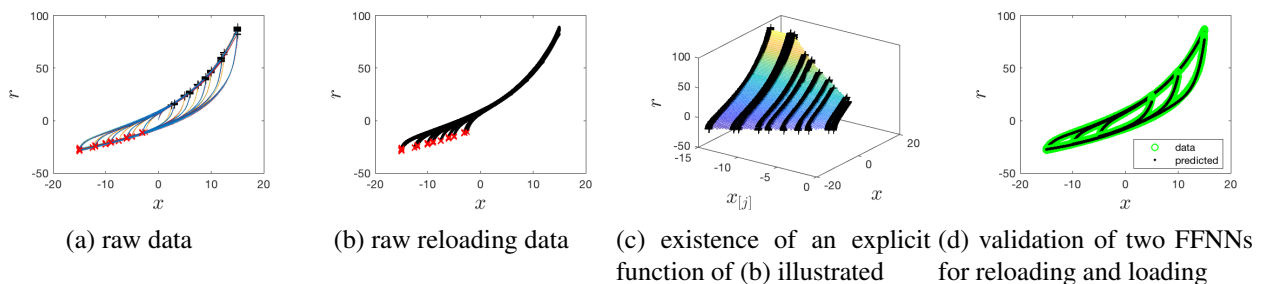 100
50
0
-50
-20
-10
0
10
20
r
x
(a) raw data
100
50
0
-50
-20
-10
0
10
20
r
x
(b) raw reloading data
100
50
0
-50
-15
-10
-5
0
-20
0
20
r
x[j]
x
(c) existence of an explicit
function of (b) illustrated
100
50
0
-50
-20
-10
0
10
20
r
x
data
predicted
(d) validation of two FFNNs
for reloading and loading